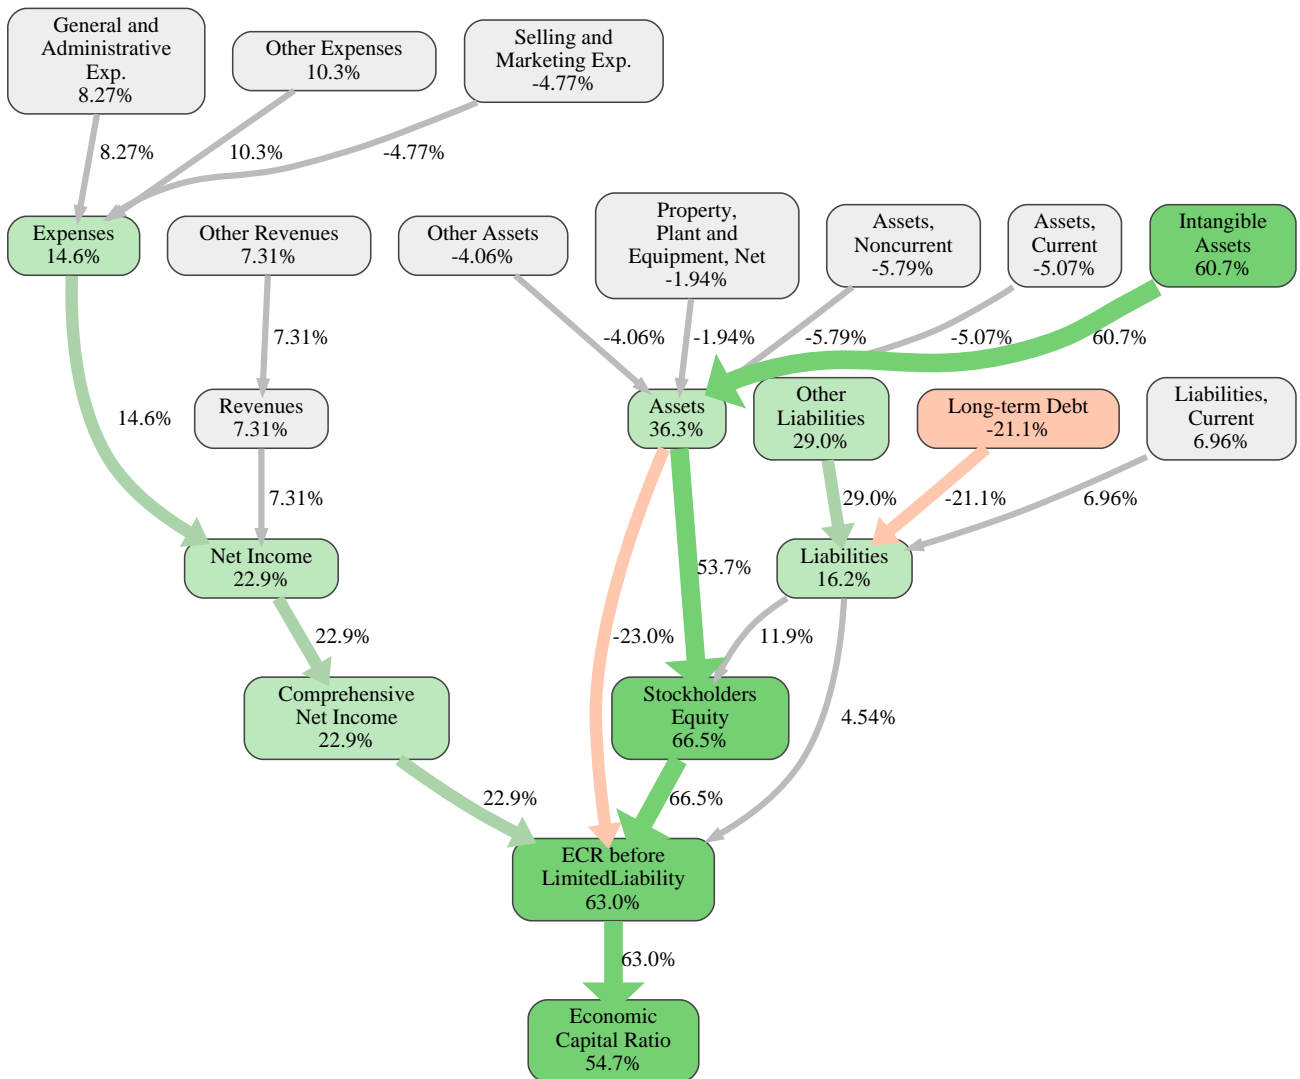 General and
Administrative
Exp.
8.27%
Other Expenses
10.3%
Selling and
Marketing Exp.
-4.77%
8.27%
10.3%
-4.77%
Expenses
14.6%
Other Revenues
7.31%
Other Assets
-4.06%
Property,
Plant and
Equipment, Net
-1.94%
Assets,
Noncurrent
-5.79%
Assets,
Current
-5.07%
Intangible
Assets
60.7%
7.31%
-4.06%
-1.94%
-5.79%
-5.07%
60.7%
14.6%
Revenues
7.31%
Assets
36.3%
Other
Liabilities
29.0%
Long-term Debt
-21.1%
Liabilities,
Current
6.96%
7.31%
29.0%
-21.1%
6.96%
Net Income
22.9%
53.7%
Liabilities
16.2%
22.9%
-23.0%
11.9%
Comprehensive
Net Income
22.9%
Stockholders
Equity
66.5%
4.54%
22.9%
66.5%
ECR before
LimitedLiability
63.0%
63.0%
Economic
Capital Ratio
54.7%